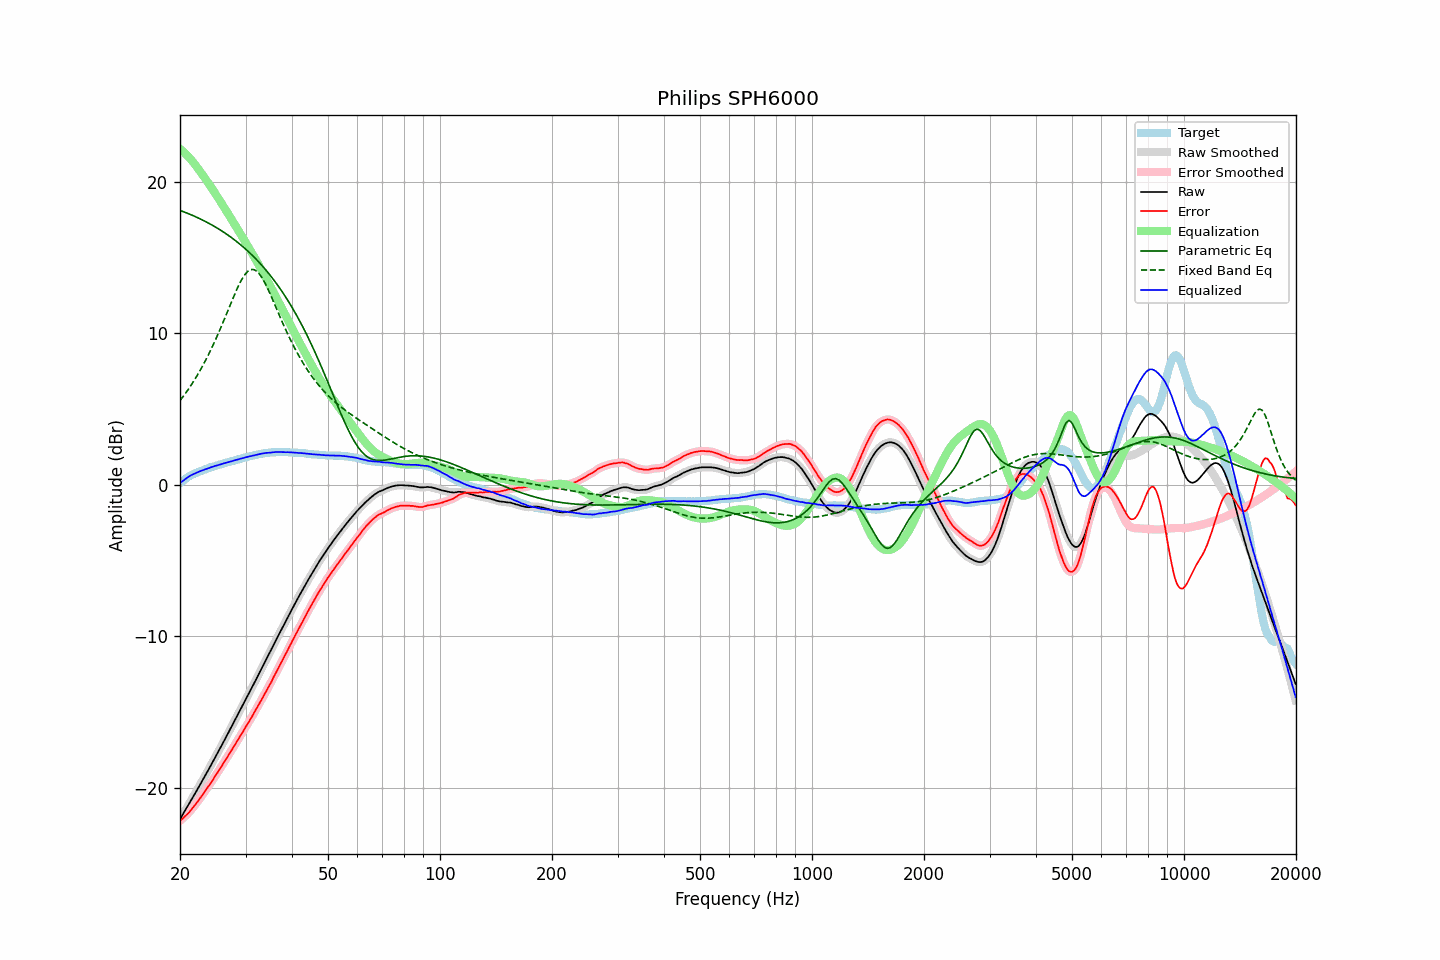 Philips SPH6000
Target
Raw Smoothed
Error Smoothed
Raw
Error
Equalization
Parametric Eq
Fixed Band Eq
Equalized
Amplitude (dBr)
20
10
0
−10
−20
20 50 100 200 500 1000 2000 5000 10000 20000
Frequency (Hz)